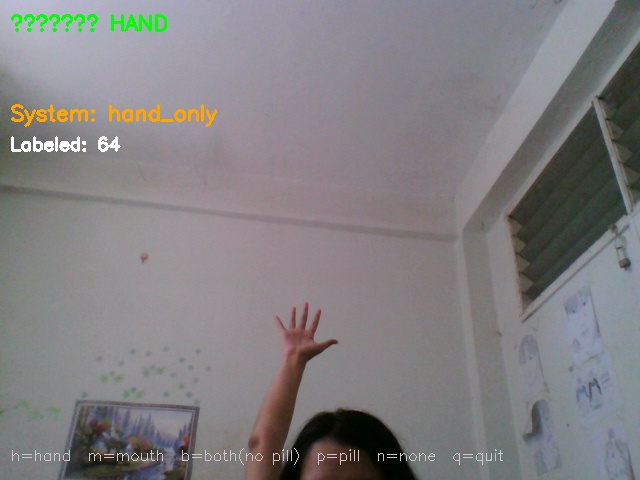 ??????? HAND
System: hand_only
Labeled: 64
h=hand m=mouth b=both(no pill) p=pill n=none q=quit